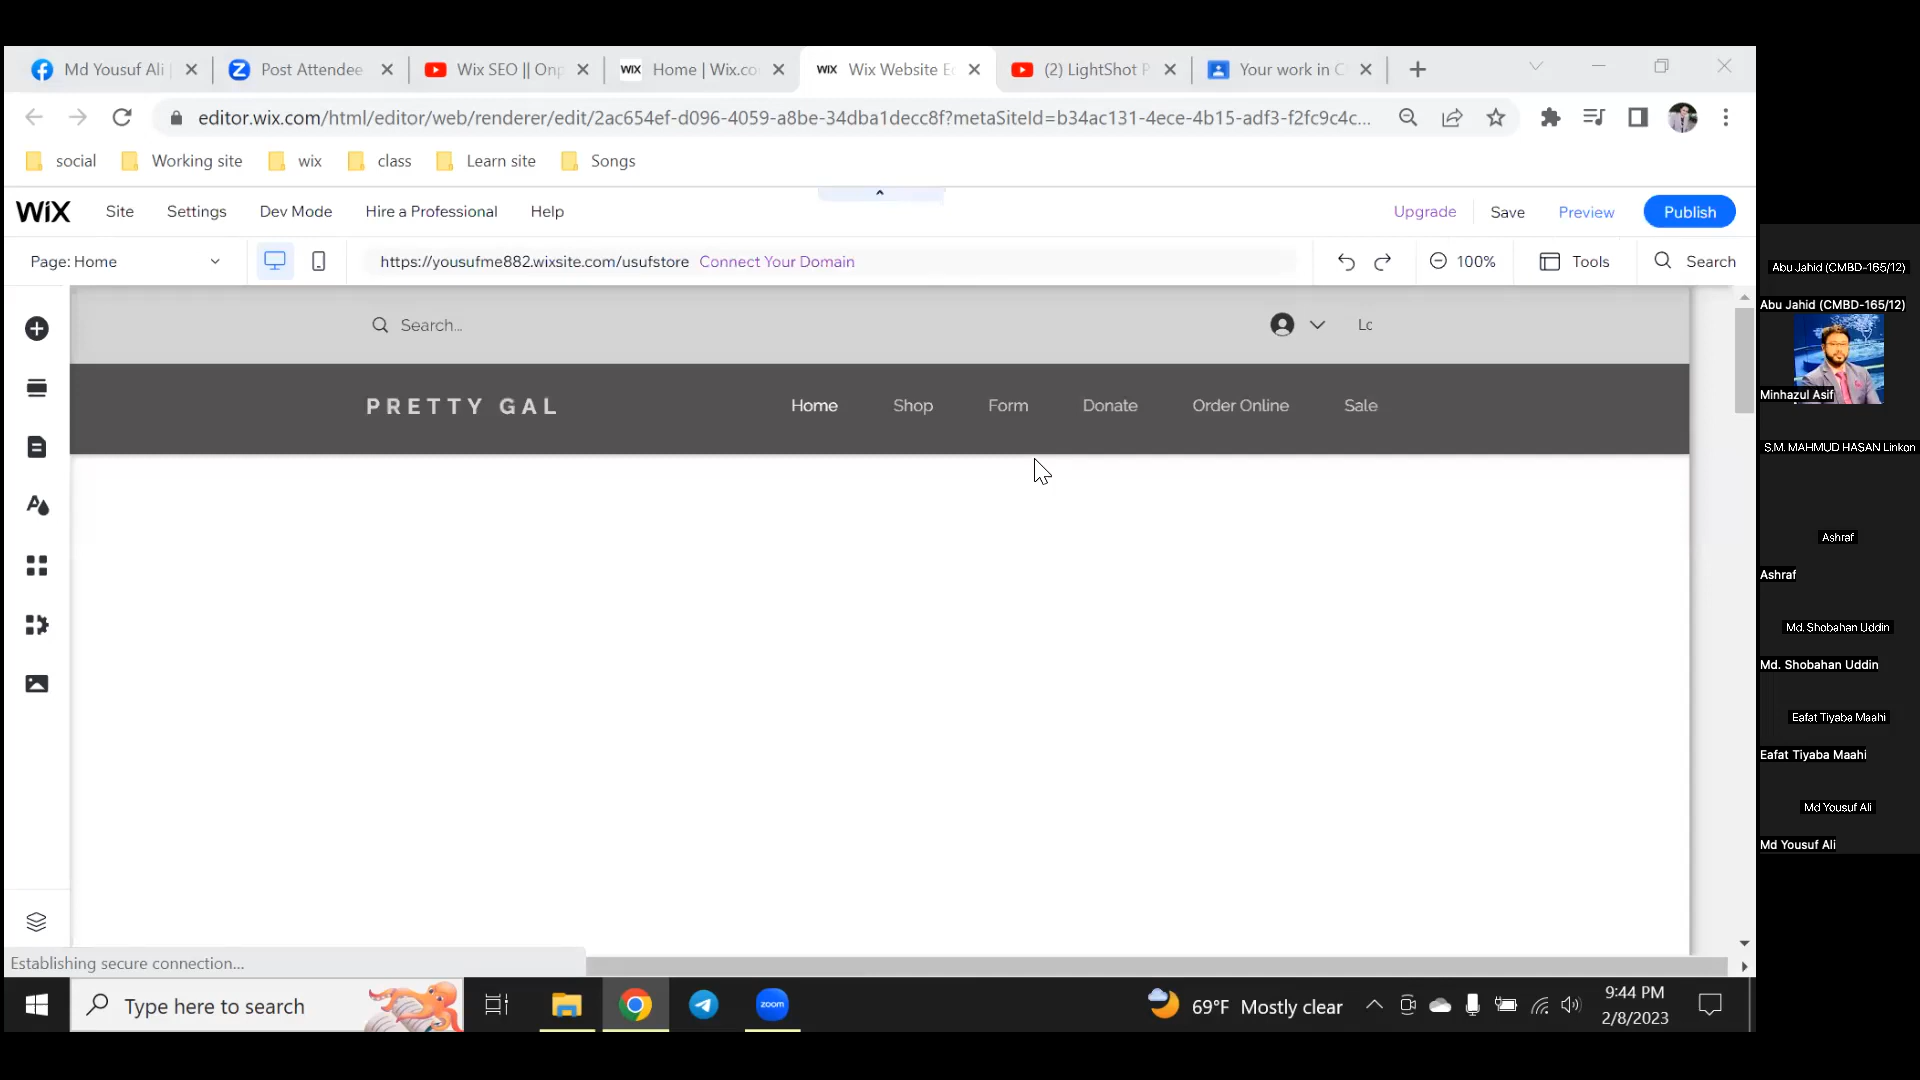 Md Yousuf Ali
Post Attendee
Wix SEO || Onp
WIX Home | Wix.co
WIX Wix Website E
(2) LightShot P
Your work in C
editor.wix.com/html/editor/web/renderer/edit/2ac654ef-d096-4059-a8be-34dba1decc8f?metaSiteId=b34ac131-4ece-4b15-adf3-f2fc9c4c...
social
Working site
wix
class
Learn site
Songs
WiX
Site
Settings
Dev Mode
Hire a Professional
Help
Upgrade
Save
Preview
Publish
Page: Home
https://yousufme882.wixsite.com/usufstore Connect Your Domain
100%
Tools
Search
Search...
Lc
PRETTY GAL
Home
Shop
Form
Donate
Order Online
Sale
Establishing secure connection...
Type here to search
zoom
69°F Mostly clear
9:44 PM
2/8/2023
Abu Jahid (CMBD-165/12)
Abu Jahid (CMBD-165/12)
Minhazul Asif
S.M. MAHMUD HASAN Linkon
Ashraf
Ashraf
Md. Shobahan Uddin
Md. Shobahan Uddin
Eafat Tiyaba Maahi
Eafat Tiyaba Maahi
Md Yousuf Ali
Md Yousuf Ali